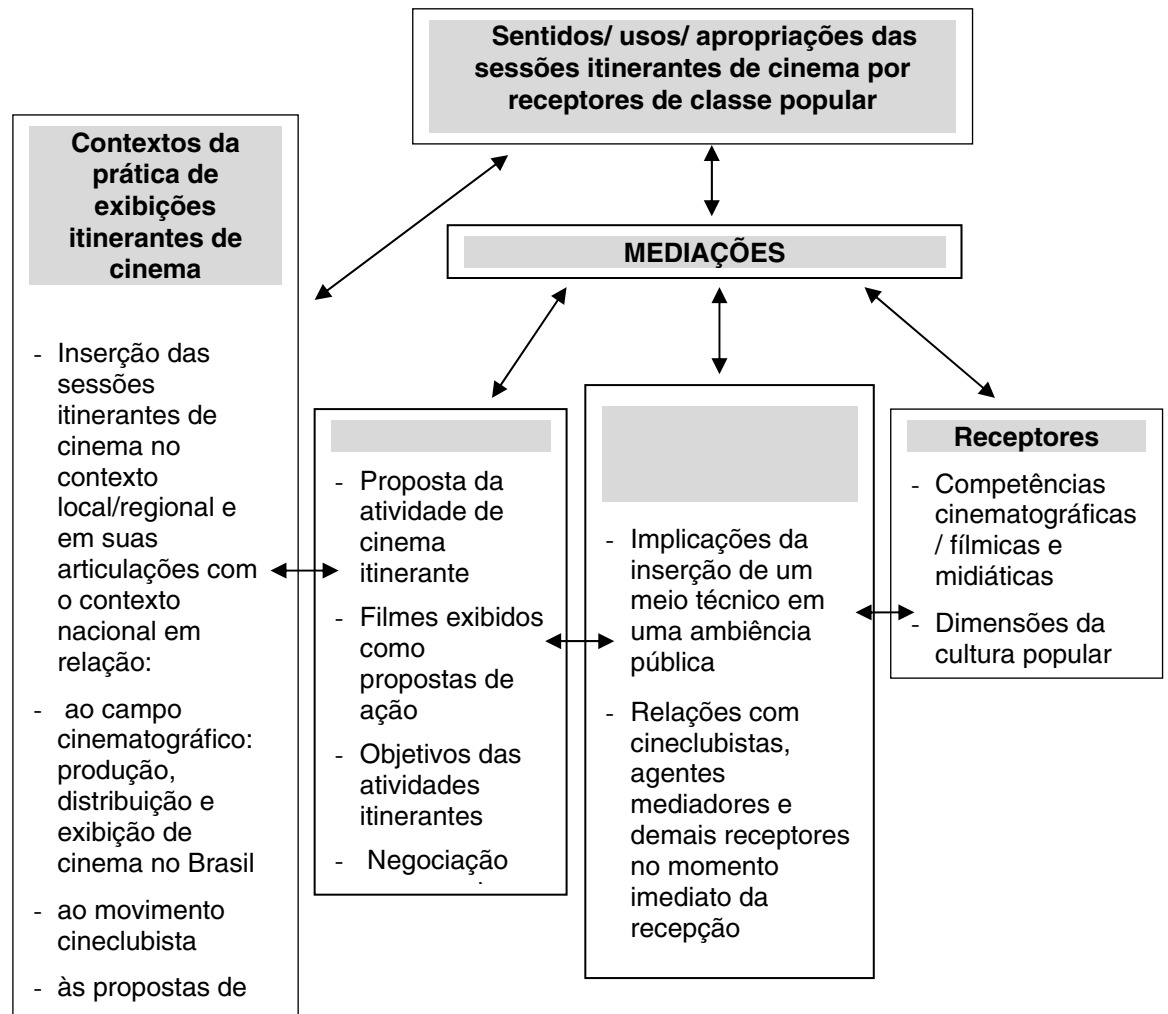 Sentidos/ usos/ apropriações das
sessões itinerantes de cinema por
receptores de classe popular
Contextos da
prática de
exibições
itinerantes de
cinema
- Inserção das
sessões
itinerantes de
cinema no
contexto
local/regional e
em suas
articulações com
o contexto
nacional em
relação:
- ao campo
cinematográfico:
produção,
distribuição e
exibição de
cinema no Brasil
- ao movimento
cineclubista
- às propostas de
MEDIAÇÕES
- Proposta da
atividade de
cinema
itinerante
- Filmes exibidos
como
propostas de
ação
- Objetivos das
atividades
itinerantes
- Negociação
- Implicações da
inserção de um
meio técnico em
uma ambiência
pública
- Relações com
cineclubistas,
agentes
mediadores e
demais receptores
no momento
imediato da
recepção
Receptores
- Competências
cinematográficas
/ fílmicas e
midiáticas
- Dimensões da
cultura popular